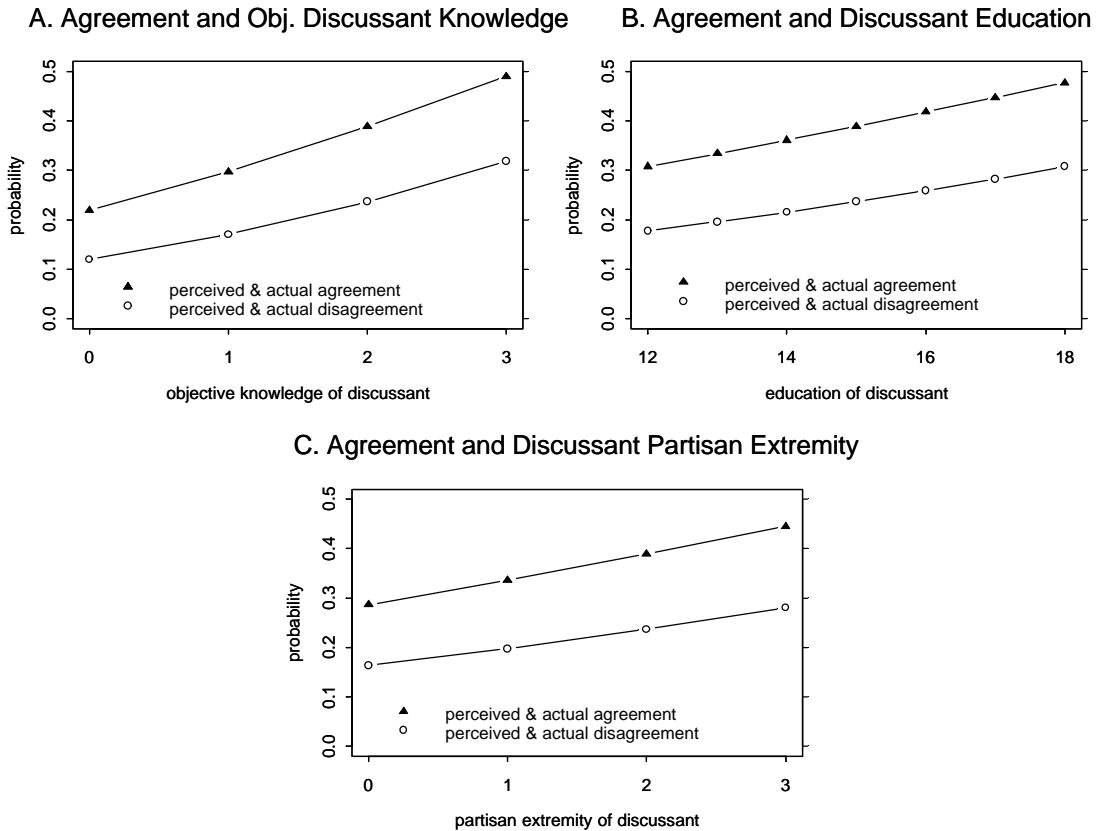 A. Agreement and Obj. Discussant Knowledge
probability
0.0 0.1 0.2 0.3 0.4 0.5
perceived & actual agreement
perceived & actual disagreement
0 1 2 3
objective knowledge of discussant
B. Agreement and Discussant Education
probability
0.0 0.1 0.2 0.3 0.4 0.5
perceived & actual agreement
perceived & actual disagreement
12 14 16 18
education of discussant
C. Agreement and Discussant Partisan Extremity
probability
0.0 0.1 0.2 0.3 0.4 0.5
perceived & actual agreement
perceived & actual disagreement
0 1 2 3
partisan extremity of discussant